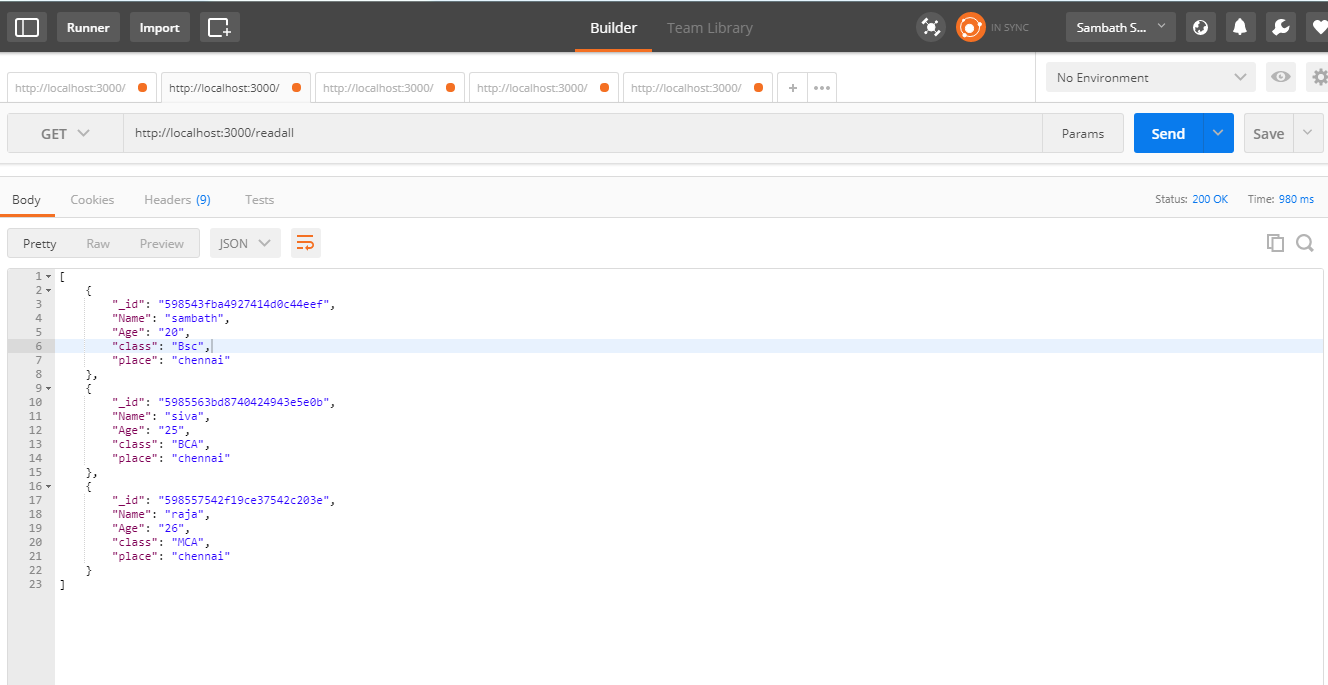 Runner Import Builder Team Library IN SYNC Sambath S...
http://localhost:3000/ http://localhost:3000/ http://localhost:3000/ http://localhost:3000/ http://localhost:3000/ + ••• No Environment
GET http://localhost:3000/readall Params Send Save
Body Cookies Headers (9) Tests Status: 200 OK Time: 980 ms
Pretty Raw Preview JSON
1 [
2 {
3 "_id": "598543fba4927414d0c44eef",
4 "Name": "sambath",
5 "Age": "20",
6 "class": "Bsc",
7 "place": "chennai"
8 },
9 {
10 "_id": "5985563bd8740424943e5e0b",
11 "Name": "siva",
12 "Age": "25",
13 "class": "BCA",
14 "place": "chennai"
15 },
16 {
17 "_id": "598557542f19ce37542c203e",
18 "Name": "raja",
19 "Age": "26",
20 "class": "MCA",
21 "place": "chennai"
22 }
23 ]